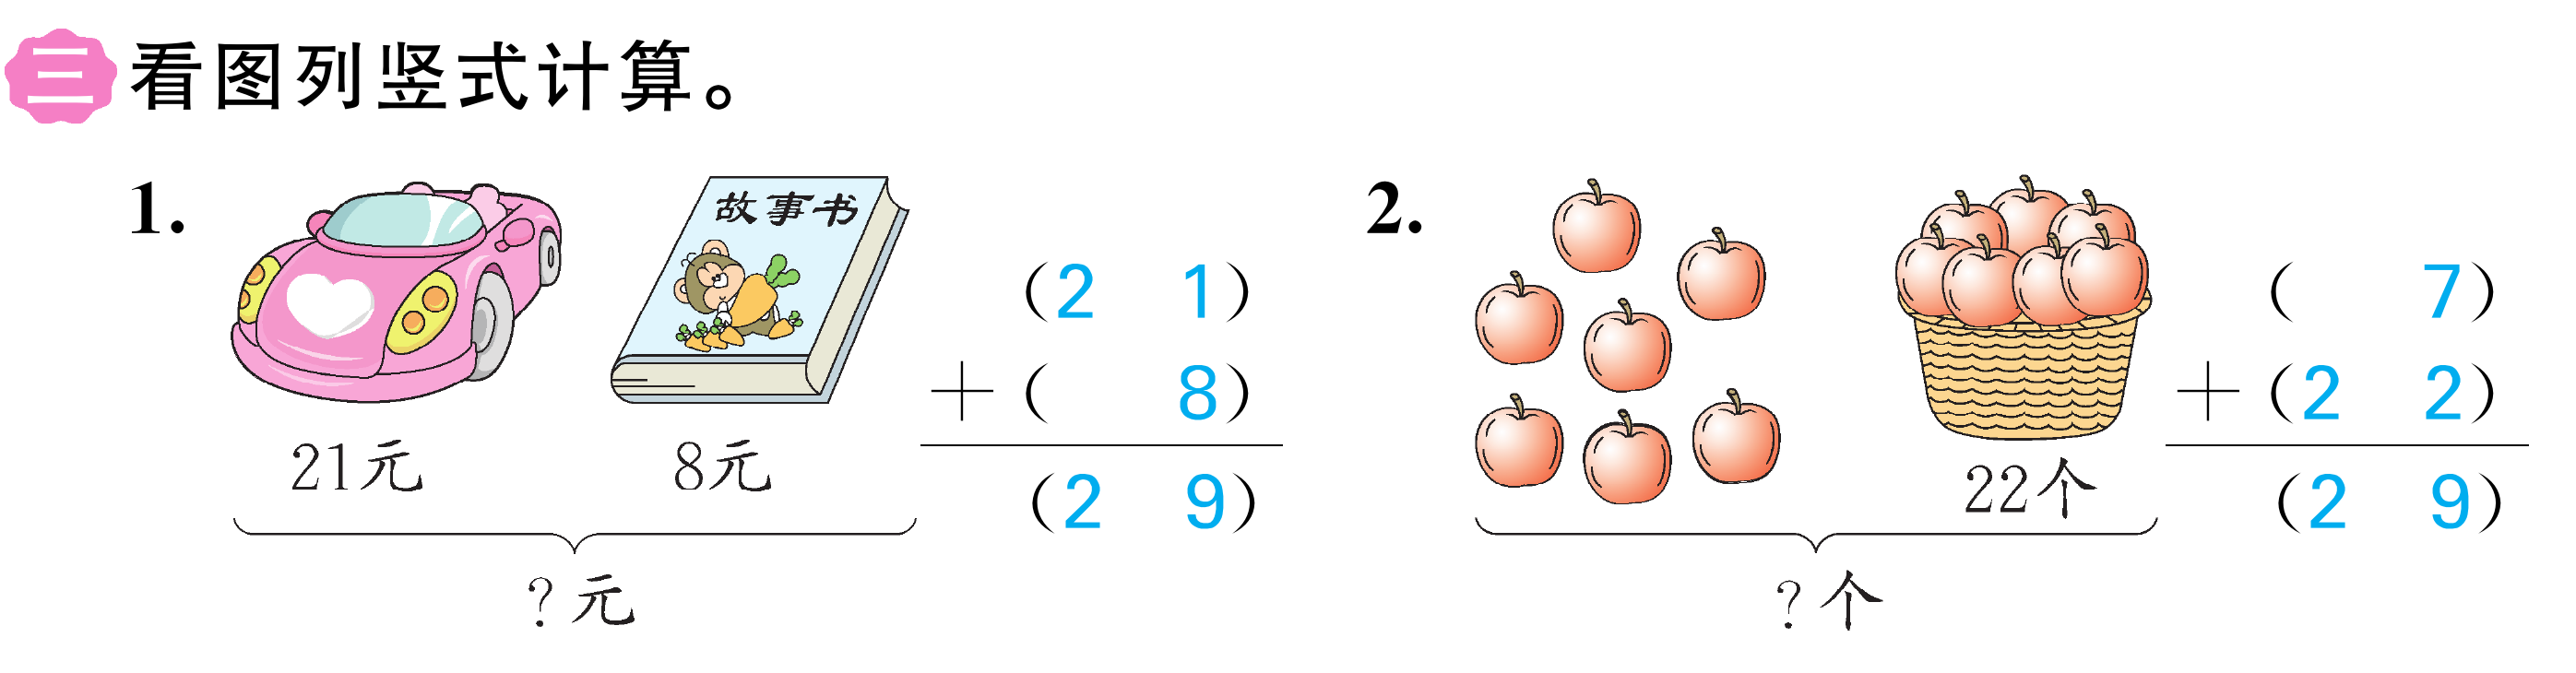 三 看图列竖式计算。
1.
故事书
21元 8元
?元
(2 1)
+( 8)
(2 9)
2.
22个
?个
( 7)
+(2 2)
(2 9)